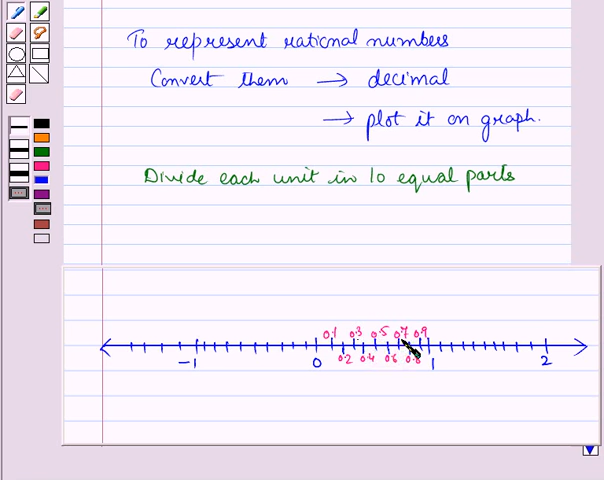 To represent rational numbers
Convert them → decimal
→ plot it on graph.
Divide each unit in 10 equal parts
0.1 0.3 0.5 0.7 0.9
-1 0 0.2 0.4 0.6 0.8 1 2